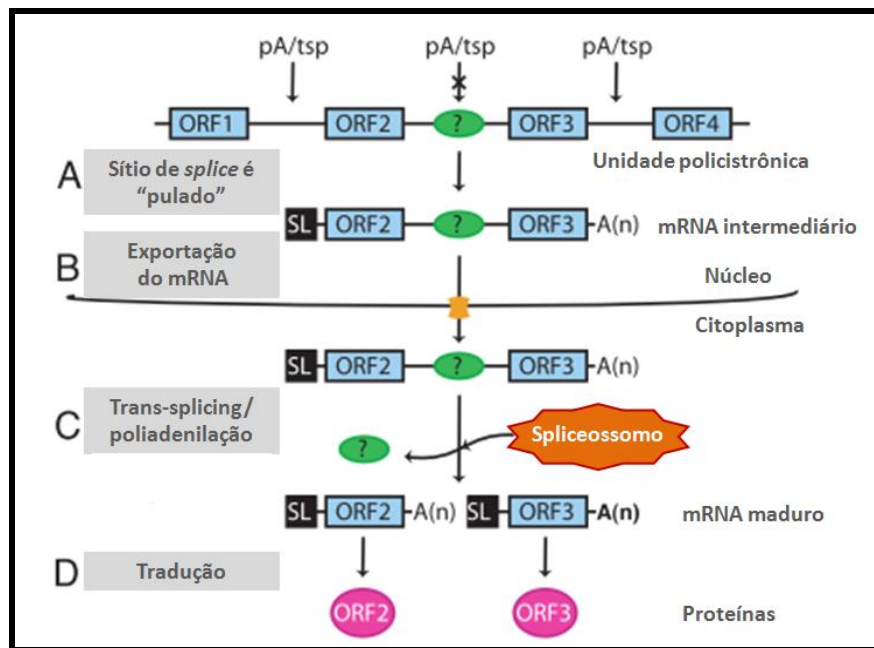 pA/tsp pA/tsp pA/tsp
ORF1 ORF2 ? ORF3 ORF4
A
Sítio de splice é
“pulado”
Unidade policistrônica
SL ORF2 ? ORF3 A(n) mRNA intermediário
B
Exportação
do mRNA
Núcleo
Citoplasma
SL ORF2 ? ORF3 A(n)
C
Trans-splicing/
poliadenilação
?
Spliceossomo
SL ORF2 A(n) SL ORF3 A(n) mRNA maduro
D
Tradução
ORF2 ORF3 Proteínas